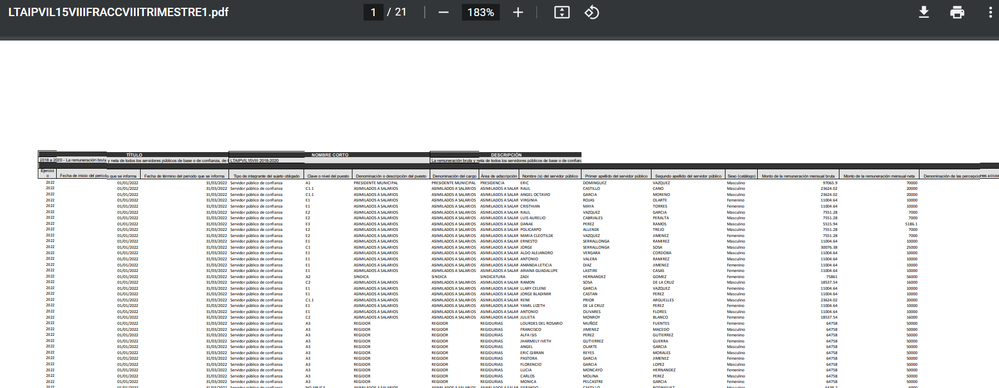 LTAIPVIL15VIIIFRACCVIIITRIMESTRE1.pdf 1 / 21 183%
TÍTULO NOMBRE CORTO DESCRIPCIÓN
2018 a 2020 - La remuneración bruta y neta de todos los servidores públicos de base o de confianza, de t LTAIPVIL15VIII 2018-2020 La remuneración bruta y neta de todos los servidores públicos de base o de confian
Ejercicio Fecha de inicio del periodo que se informa Fecha de término del periodo que se informa Tipo de integrante del sujeto obligado Clave o nivel del puesto Denominación o descripción del puesto Denominación del cargo Área de adscripción Nombre (s) del servidor público Primer apellido del servidor público Segundo apellido del servidor público Sexo (catálogo) Monto de la remuneración mensual bruta Monto de la remuneración mensual neta Denominación de las percepciones adicio
2022 01/01/2022 31/03/2022 Servidor público de confianza A1 PRESIDENTE MUNICIPAL PRESIDENTE MUNICIPAL PRESIDENCIA ERIC DOMINGUEZ VAZQUEZ Masculino 97065.9 70000
2022 01/01/2022 31/03/2022 Servidor público de confianza C1.1 ASIMILADOS A SALARIOS ASIMILADOS A SALARIOS ASIMILADOS A SALAR RAUL CASTILLO CANO Masculino 23624.02 20000
2022 01/01/2022 31/03/2022 Servidor público de confianza C1.1 ASIMILADOS A SALARIOS ASIMILADOS A SALARIOS ASIMILADOS A SALAR ANGEL OCTAVIO GARCIA MORENO Masculino 23624.02 20000
2022 01/01/2022 31/03/2022 Servidor público de confianza E1 ASIMILADOS A SALARIOS ASIMILADOS A SALARIOS ASIMILADOS A SALAR VIRGINIA ROJAS OLARTE Femenino 11004.64 10000
2022 01/01/2022 31/03/2022 Servidor público de confianza E1 ASIMILADOS A SALARIOS ASIMILADOS A SALARIOS ASIMILADOS A SALAR CRISTHIAN MAYA TORRES Femenino 11004.64 10000
2022 01/01/2022 31/03/2022 Servidor público de confianza E2 ASIMILADOS A SALARIOS ASIMILADOS A SALARIOS ASIMILADOS A SALAR RAUL VAZQUEZ GARCIA Masculino 7551.28 7000
2022 01/01/2022 31/03/2022 Servidor público de confianza E2 ASIMILADOS A SALARIOS ASIMILADOS A SALARIOS ASIMILADOS A SALAR LUIS AURELIO CABRIALES PERALTA Masculino 7551.28 7000
2022 01/01/2022 31/03/2022 Servidor público de confianza E3 ASIMILADOS A SALARIOS ASIMILADOS A SALARIOS ASIMILADOS A SALAR DANAE PEREZ RAMOS Masculino 5515.94 5186.1
2022 01/01/2022 31/03/2022 Servidor público de confianza E2 ASIMILADOS A SALARIOS ASIMILADOS A SALARIOS ASIMILADOS A SALAR POLICARPO ALLENDE TREJO Masculino 7551.28 7000
2022 01/01/2022 31/03/2022 Servidor público de confianza E2 ASIMILADOS A SALARIOS ASIMILADOS A SALARIOS ASIMILADOS A SALAR MARIA CLEOTILDE VAZQUEZ JIMENEZ Femenino 7551.28 7000
2022 01/01/2022 31/03/2022 Servidor público de confianza E1 ASIMILADOS A SALARIOS ASIMILADOS A SALARIOS ASIMILADOS A SALAR ERNESTO SERRALLONGA RAMIREZ Masculino 11004.64 10000
2022 01/01/2022 31/03/2022 Servidor público de confianza C1 ASIMILADOS A SALARIOS ASIMILADOS A SALARIOS ASIMILADOS A SALAR JORGE SERRALLONGA SOSA Masculino 30076.38 25000
2022 01/01/2022 31/03/2022 Servidor público de confianza E1 ASIMILADOS A SALARIOS ASIMILADOS A SALARIOS ASIMILADOS A SALAR ALDO ALEJANDRO VERGARA CORDOBA Masculino 11004.64 10000
2022 01/01/2022 31/03/2022 Servidor público de confianza E1 ASIMILADOS A SALARIOS ASIMILADOS A SALARIOS ASIMILADOS A SALAR ANTONIO VALERA RAMIREZ Masculino 11004.64 10000
2022 01/01/2022 31/03/2022 Servidor público de confianza E1 ASIMILADOS A SALARIOS ASIMILADOS A SALARIOS ASIMILADOS A SALAR AMANDA LETICIA DIAZ JIMENEZ Femenino 11004.64 10000
2022 01/01/2022 31/03/2022 Servidor público de confianza E1 ASIMILADOS A SALARIOS ASIMILADOS A SALARIOS ASIMILADOS A SALAR ARIANA GUADALUPE LASTIRE CASAS Femenino 11004.64 10000
2022 01/01/2022 31/03/2022 Servidor público de confianza A2 SINDICA SINDICA SINDICATURA ZADI HERNANDEZ GOMEZ Femenino 75861 56000
2022 01/01/2022 31/03/2022 Servidor público de confianza C2 ASIMILADOS A SALARIOS ASIMILADOS A SALARIOS ASIMILADOS A SALAR RAMON SOSA DE LA CRUZ Masculino 18537.54 16000
2022 01/01/2022 31/03/2022 Servidor público de confianza E1 ASIMILADOS A SALARIOS ASIMILADOS A SALARIOS ASIMILADOS A SALAR LLARY CELENE GARCIA VAZQUEZ Femenino 11004.64 10000
2022 01/01/2022 31/03/2022 Servidor público de confianza E1 ASIMILADOS A SALARIOS ASIMILADOS A SALARIOS ASIMILADOS A SALAR JORGE BLADIMIR CASTAN PEREZ Masculino 11004.64 10000
2022 01/01/2022 31/03/2022 Servidor público de confianza C1.1 ASIMILADOS A SALARIOS ASIMILADOS A SALARIOS ASIMILADOS A SALAR RENE PRIOR ARGUELLES Masculino 23624.02 20000
2022 01/01/2022 31/03/2022 Servidor público de confianza E1 ASIMILADOS A SALARIOS ASIMILADOS A SALARIOS ASIMILADOS A SALAR YAMIL LIZETH DE LA CRUZ PEREZ Femenino 11004.64 10000
2022 01/01/2022 31/03/2022 Servidor público de confianza E1 ASIMILADOS A SALARIOS ASIMILADOS A SALARIOS ASIMILADOS A SALAR ANTONIO OLIVARES FLORES Masculino 11004.64 10000
2022 01/01/2022 31/03/2022 Servidor público de confianza C2 ASIMILADOS A SALARIOS ASIMILADOS A SALARIOS ASIMILADOS A SALAR JULIETA MONROY BLANCO Femenino 18537.54 16000
2022 01/01/2022 31/03/2022 Servidor público de confianza A3 REGIDOR REGIDOR REGIDURIAS LOURDES DEL ROSARIO MUÑOZ FUENTES Femenino 64758 50000
2022 01/01/2022 31/03/2022 Servidor público de confianza A3 REGIDOR REGIDOR REGIDURIAS FRANCISCO JIMENEZ MACEDO Masculino 64758 50000
2022 01/01/2022 31/03/2022 Servidor público de confianza A3 REGIDOR REGIDOR REGIDURIAS ALFA ISIS PEREZ GUTIERREZ Femenino 64758 50000
2022 01/01/2022 31/03/2022 Servidor público de confianza A3 REGIDOR REGIDOR REGIDURIAS JHARMELY IVETH GUTIERREZ GUERRA Femenino 64758 50000
2022 01/01/2022 31/03/2022 Servidor público de confianza A3 REGIDOR REGIDOR REGIDURIAS ANGEL OLARTE GARCIA Masculino 64758 50000
2022 01/01/2022 31/03/2022 Servidor público de confianza A3 REGIDOR REGIDOR REGIDURIAS ERIC GIBRAN REYES MORALES Masculino 64758 50000
2022 01/01/2022 31/03/2022 Servidor público de confianza A3 REGIDOR REGIDOR REGIDURIAS PASTORA GARCIA JIMENEZ Femenino 64758 50000
2022 01/01/2022 31/03/2022 Servidor público de confianza A3 REGIDOR REGIDOR REGIDURIAS FLORENCIO GARCIA LOPEZ Masculino 64758 50000
2022 01/01/2022 31/03/2022 Servidor público de confianza A3 REGIDOR REGIDOR REGIDURIAS LUCIA MONCAYO HERNANDEZ Femenino 64758 50000
2022 01/01/2022 31/03/2022 Servidor público de confianza A3 REGIDOR REGIDOR REGIDURIAS CARLOS MOLINA PEREZ Masculino 64758 50000
2022 01/01/2022 31/03/2022 Servidor público de confianza A3 REGIDOR REGIDOR REGIDURIAS MONICA PELCASTRE GARCIA Femenino 64758 50000
2022 01/01/2022 31/03/2022 Servidor público de confianza NO APLICA ASIMILADOS A SALARIOS ASIMILADOS A SALARIOS ASIMILADOS A SALAR GERARDO CASTILLO RODRIGUEZ Masculino 6429.2 6000